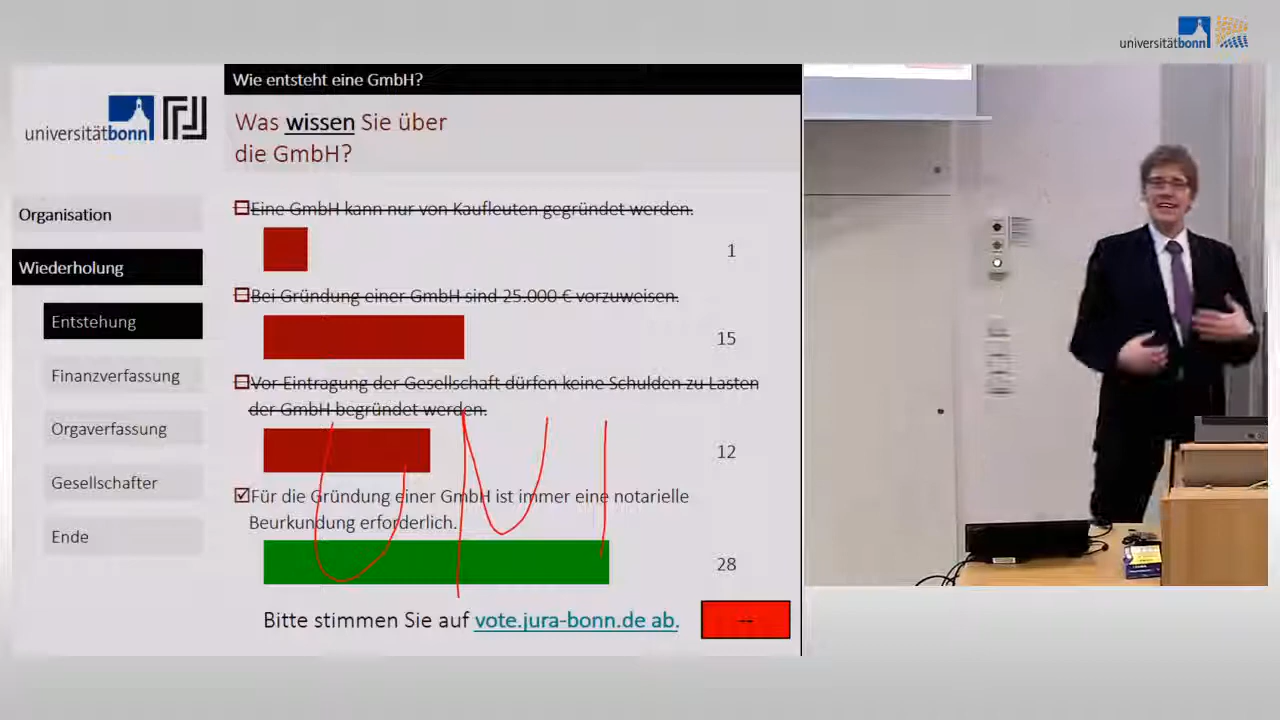 universitätbonn
Wie entsteht eine GmbH?
universitätbonn
Was wissen Sie über
die GmbH?
Organisation
Wiederholung
Entstehung
Finanzverfassung
Orgaverfassung
Gesellschafter
Ende
Eine GmbH kann nur von Kaufleuten gegründet werden.
1
Bei Gründung einer GmbH sind 25.000 € vorzuweisen.
15
Vor Eintragung der Gesellschaft dürfen keine Schulden zu Lasten
der GmbH begründet werden.
12
Für die Gründung einer GmbH ist immer eine notarielle
Beurkundung erforderlich.
28
Bitte stimmen Sie auf vote.jura-bonn.de ab.
--